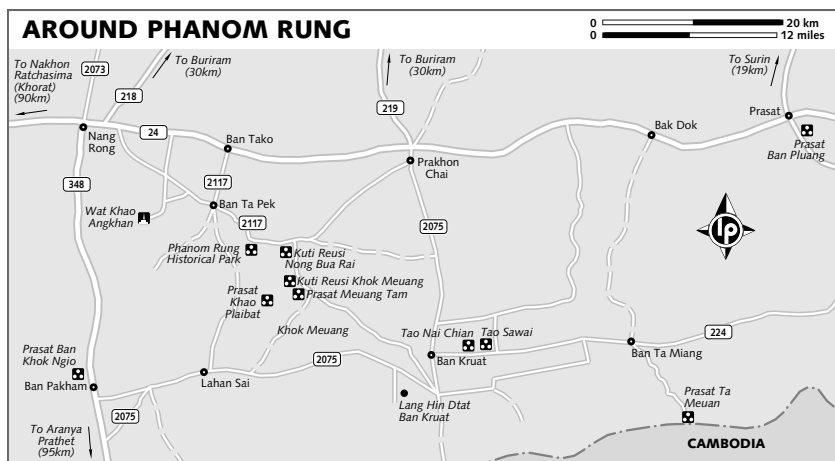 AROUND PHANOM RUNG
0 20 km
0 12 miles
To Nakhon
Ratchasima
(Khorat)
(90km)
2073
To Buriram
(30km)
218
To Buriram
(30km)
219
To Surin
(19km)
Nang
Rong
24
Ban Tako
Prakhon
Chai
Bak Dok
Prasat
Prasat
Ban Pluang
348
2117
Ban Ta Pek
Wat Khao
Angkhan
2117
2075
lp
Phanom Rung
Historical Park
Kuti Reusi
Nong Bua Rai
Kuti Reusi Khok Meuang
Prasat Meuang Tam
Prasat
Khao
Plaibat
Khok Meuang
Tao Nai Chian
Tao Sawai
224
Prasat Ban
Khok Ngio
2075
Ban Kruat
Ban Ta Miang
Ban Pakham
Lahan Sai
Lang Hin Dtat
Ban Kruat
Prasat Ta
Meuan
2075
To Aranya
Prathet
(95km)
CAMBODIA